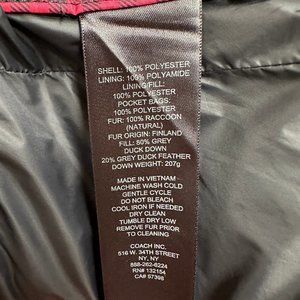 SHELL: 100% POLYESTER
LINING: 100% POLYAMIDE
LINING/FILL:
100% POLYESTER
POCKET BAGS:
100% POLYESTER
FUR: 100% RACCOON
(NATURAL)
FUR ORIGIN: FINLAND
FILL: 80% GREY
DUCK DOWN
20% GREY DUCK FEATHER
DOWN WEIGHT: 207g
MADE IN VIETNAM
MACHINE WASH COLD
GENTLE CYCLE
DO NOT BLEACH
COOL IRON IF NEEDED
DRY CLEAN
TUMBLE DRY LOW
REMOVE FUR PRIOR
TO CLEANING
COACH INC.
516 W. 34TH STREET
NY, NY
888-262-6224
RN# 132154
CA# 57398